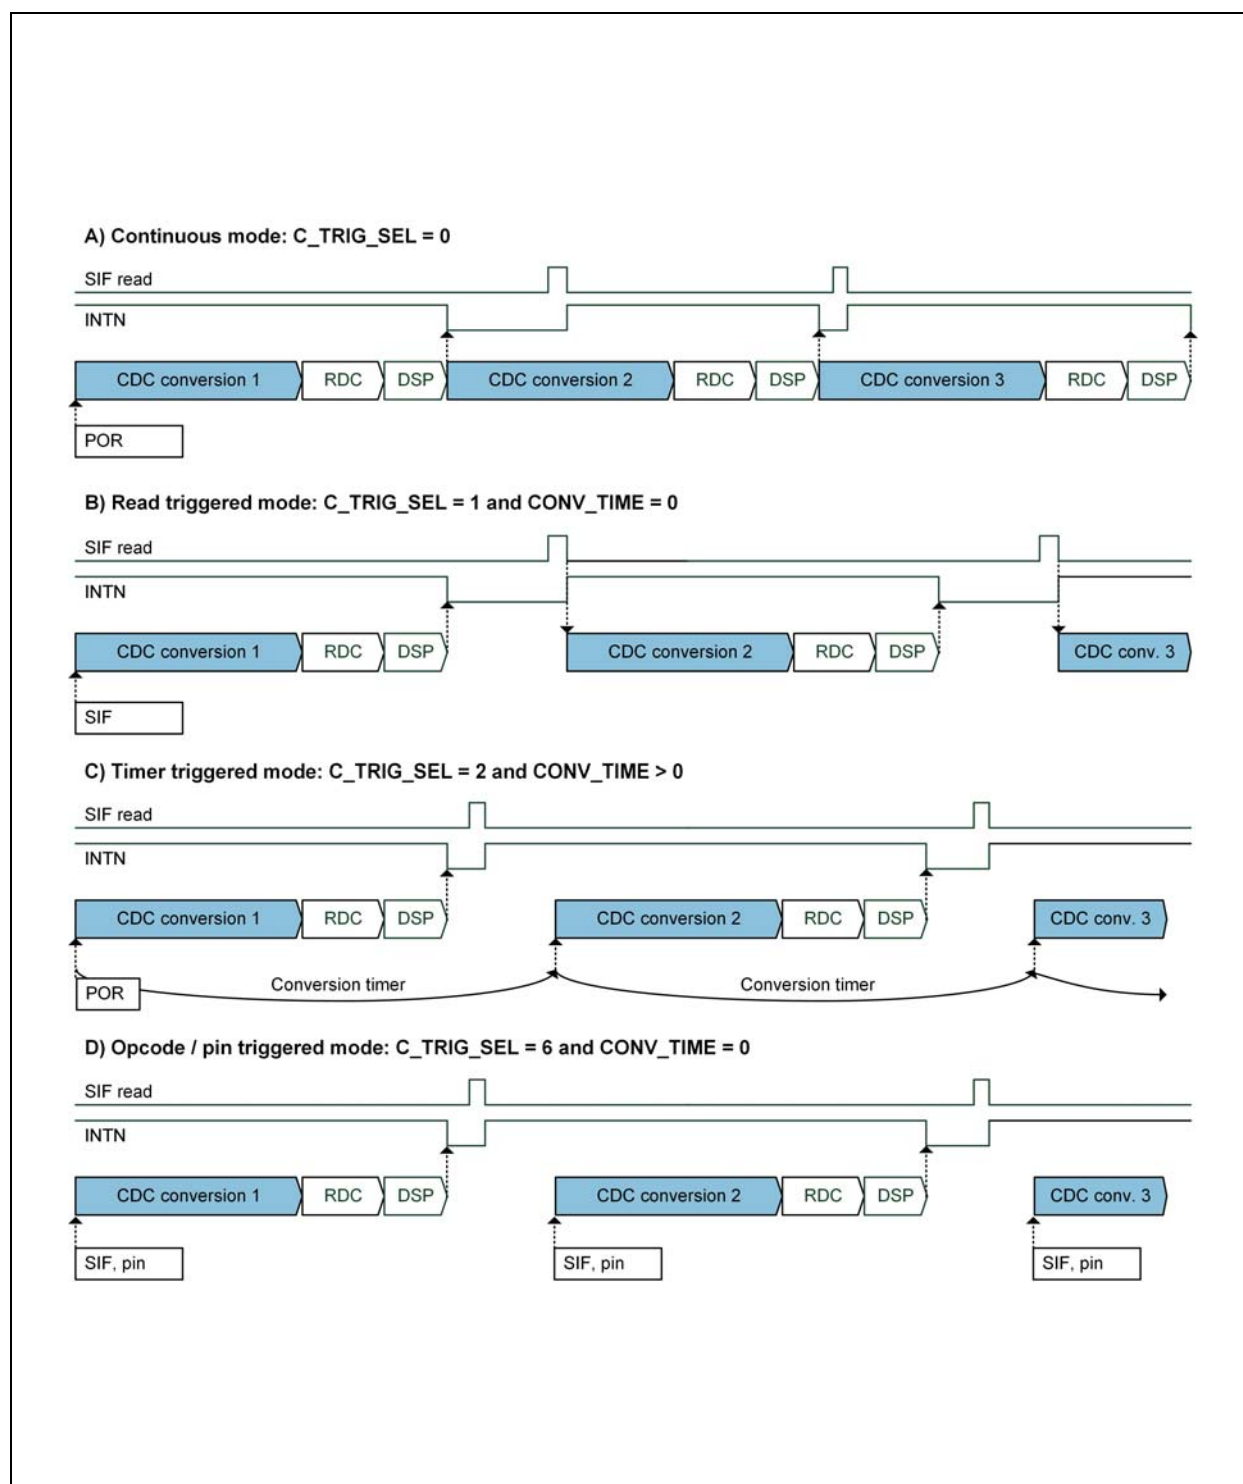 A) Continuous mode: C_TRIG_SEL = 0
SIF read
INTN
CDC conversion 1 RDC DSP CDC conversion 2 RDC DSP CDC conversion 3 RDC DSP
POR
B) Read triggered mode: C_TRIG_SEL = 1 and CONV_TIME = 0
SIF read
INTN
CDC conversion 1 RDC DSP CDC conversion 2 RDC DSP CDC conv. 3
SIF
C) Timer triggered mode: C_TRIG_SEL = 2 and CONV_TIME > 0
SIF read
INTN
CDC conversion 1 RDC DSP CDC conversion 2 RDC DSP CDC conv. 3
POR Conversion timer Conversion timer
D) Opcode / pin triggered mode: C_TRIG_SEL = 6 and CONV_TIME = 0
SIF read
INTN
CDC conversion 1 RDC DSP CDC conversion 2 RDC DSP CDC conv. 3
SIF, pin SIF, pin SIF, pin